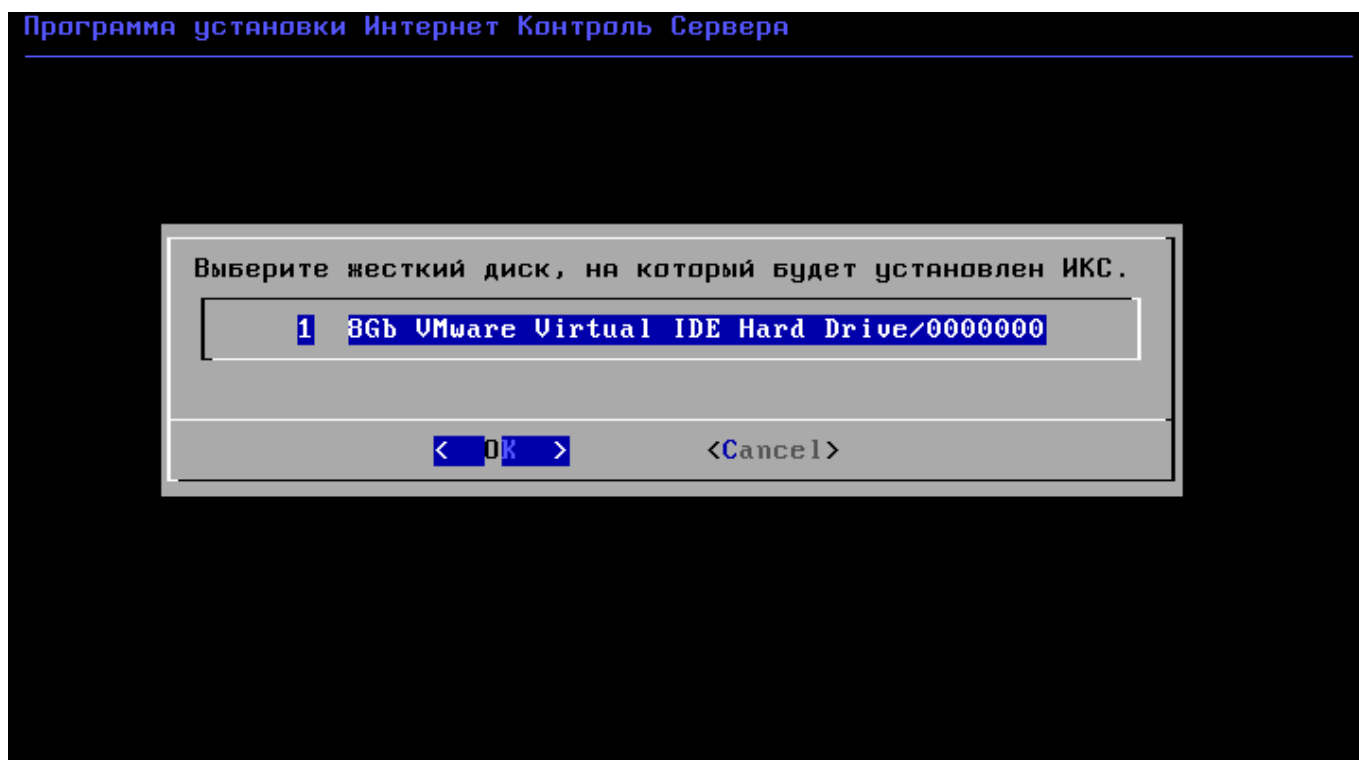 Программа установки Интернет Контроль Сервера
Выберите жесткий диск, на который будет установлен ИКС.
1 8Gb VMware Virtual IDE Hard Drive/0000000
< OK > <Cancel>